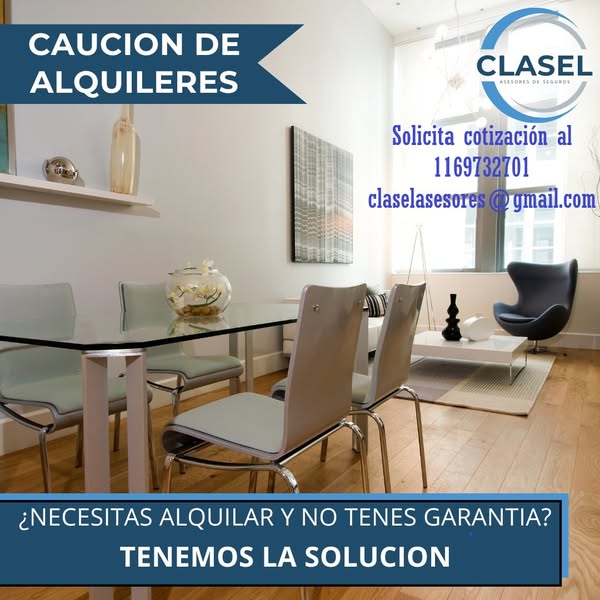 CAUCION DE
ALQUILERES
CLASEL
ASESORES DE SEGUROS
Solicita cotización al
1169732701
claselasesores@gmail.com
¿NECESITAS ALQUILAR Y NO TENES GARANTIA?
TENEMOS LA SOLUCION